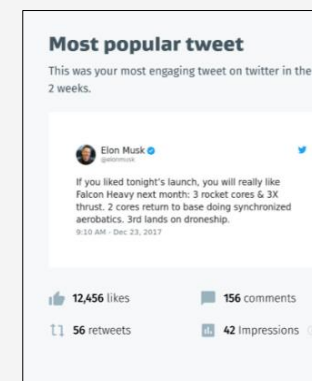 Most popular tweet
This was your most engaging tweet on twitter in the
2 weeks.
Elon Musk
@elonmusk
If you liked tonight's launch, you will really like
Falcon Heavy next month: 3 rocket cores & 3X
thrust. 2 cores return to base doing synchronized
aerobatics. 3rd lands on droneship.
9:10 AM - Dec 23, 2017
12,456 likes
156 comments
56 retweets
42 Impressions